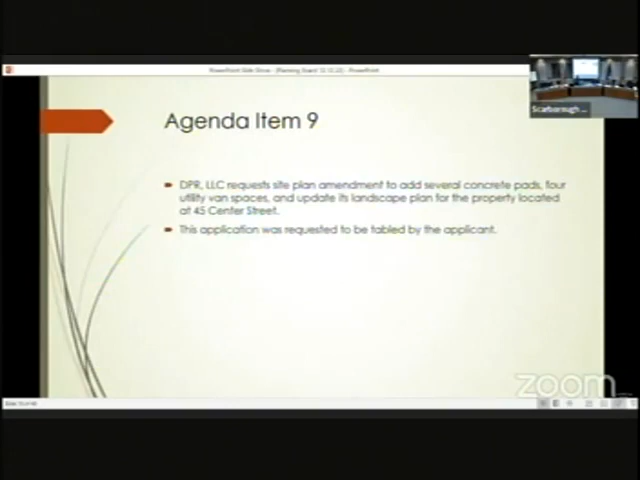 Agenda Item 9
DPR, LLC requests site plan amendment to add several concrete pads, four
utility van spaces, and update its landscape plan for the property located
at 45 Center Street.
This application was requested to be tabled by the applicant.
Scarborough ...
zoom